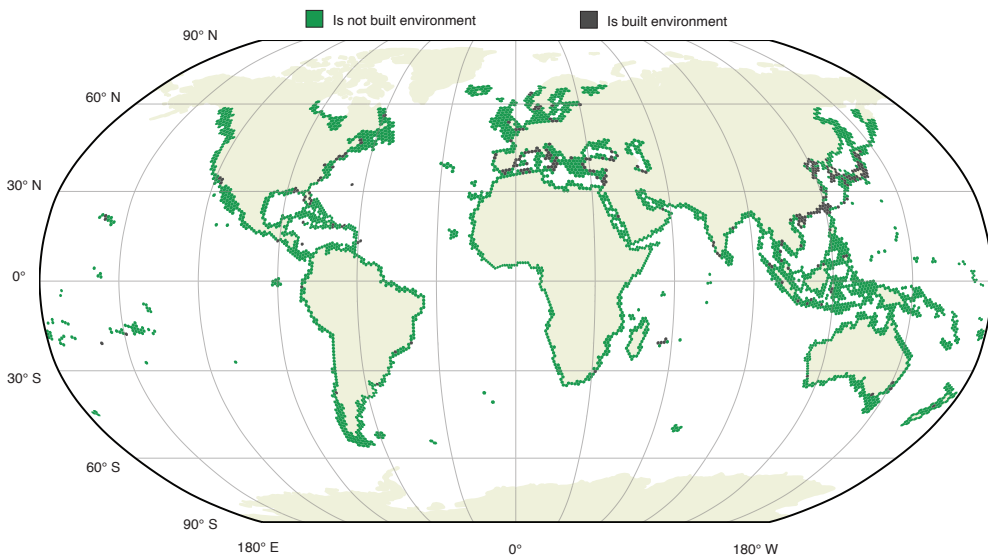 Is not built environment
Is built environment
90° N
60° N
30° N
0°
30° S
60° S
90° S
180° E
0°
180° W